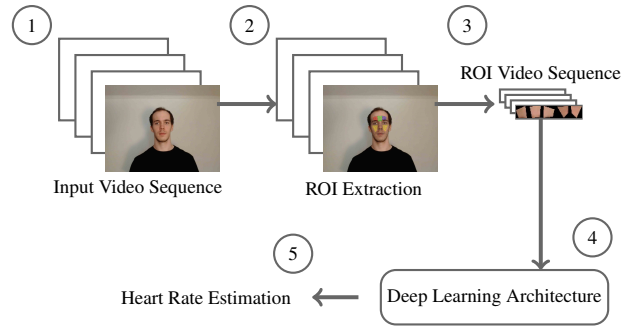 1
2
3
ROI Video Sequence
Input Video Sequence
ROI Extraction
4
5
Heart Rate Estimation
Deep Learning Architecture